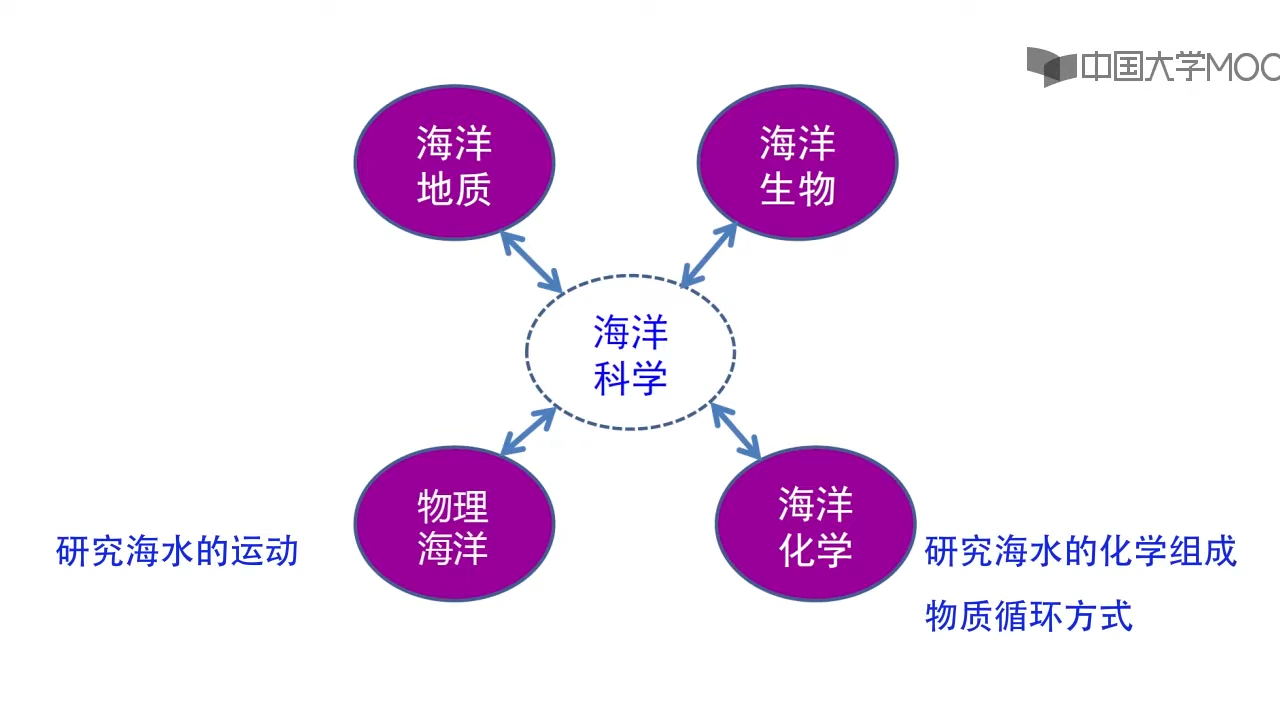 中国大学MOO
海洋
地质
海洋
生物
海洋
科学
物理
海洋
海洋
化学
研究海水的运动
研究海水的化学组成
物质循环方式